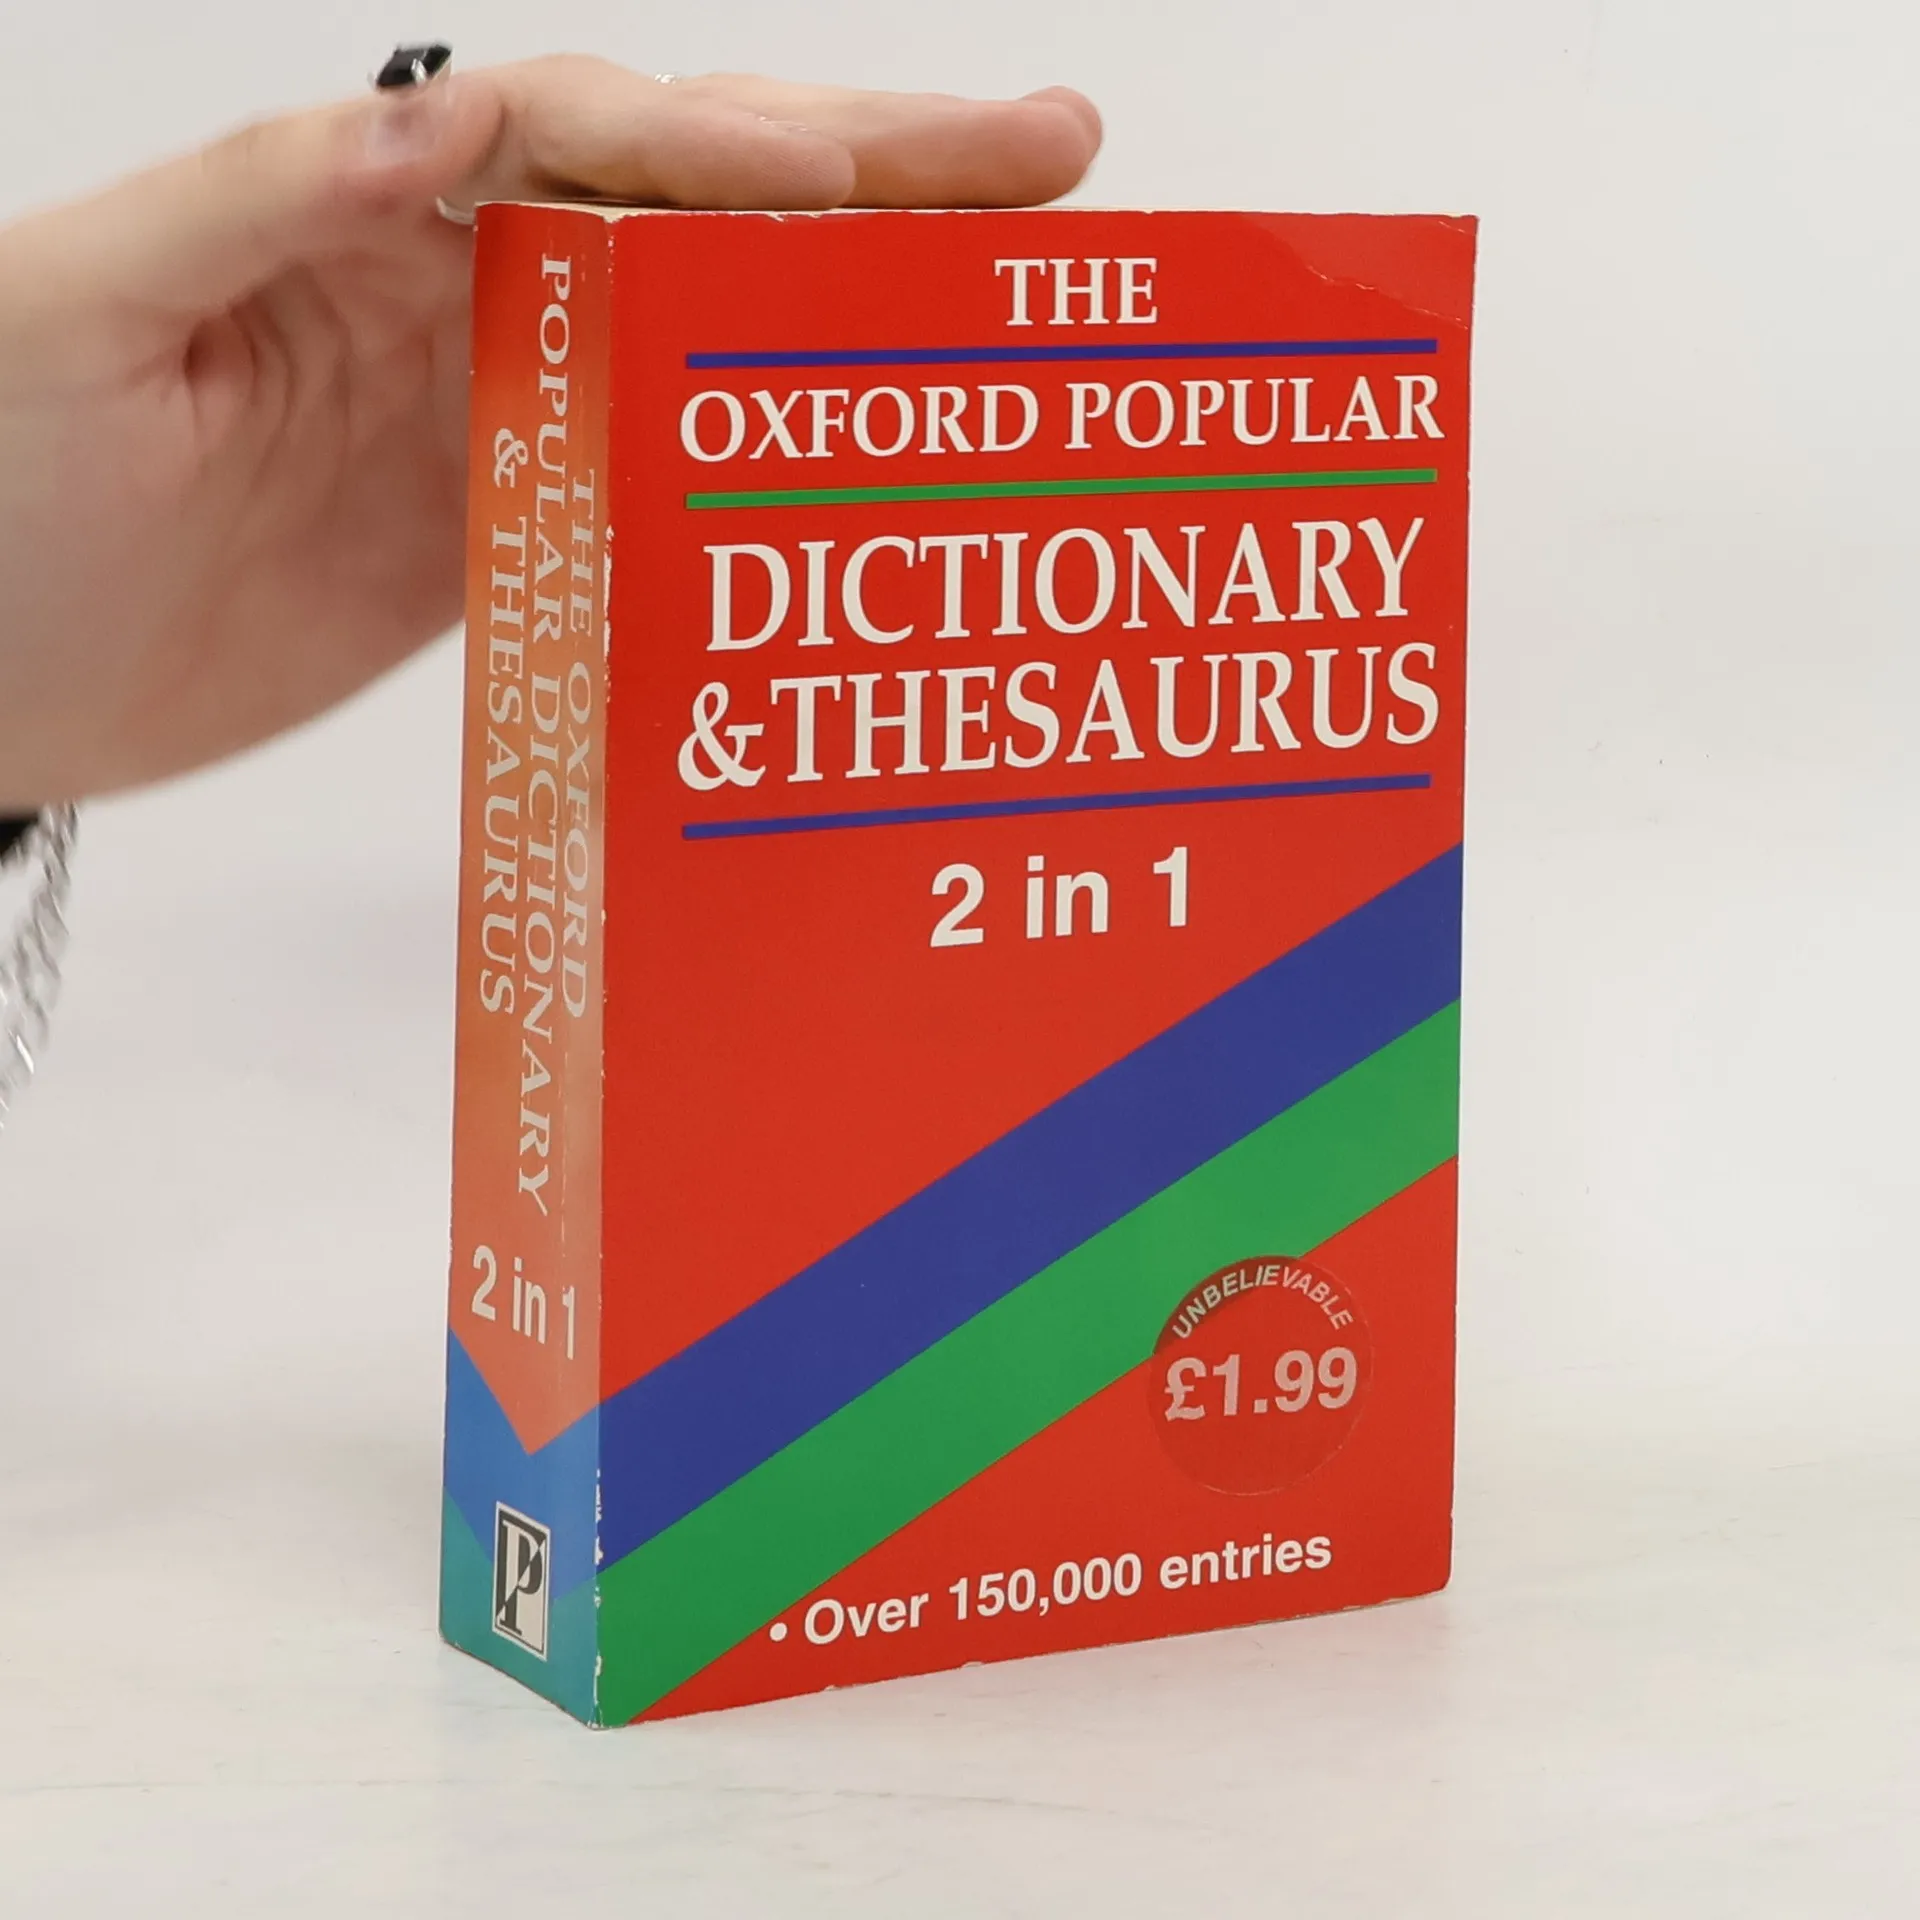 THE
OXFORD POPULAR
DICTIONARY
& THESAURUS
2 in 1
UNBELIEVABLE
£1.99
• Over 150,000 entries
THE OXFORD
POPULAR DICTIONARY
& THESAURUS
2 in 1
P